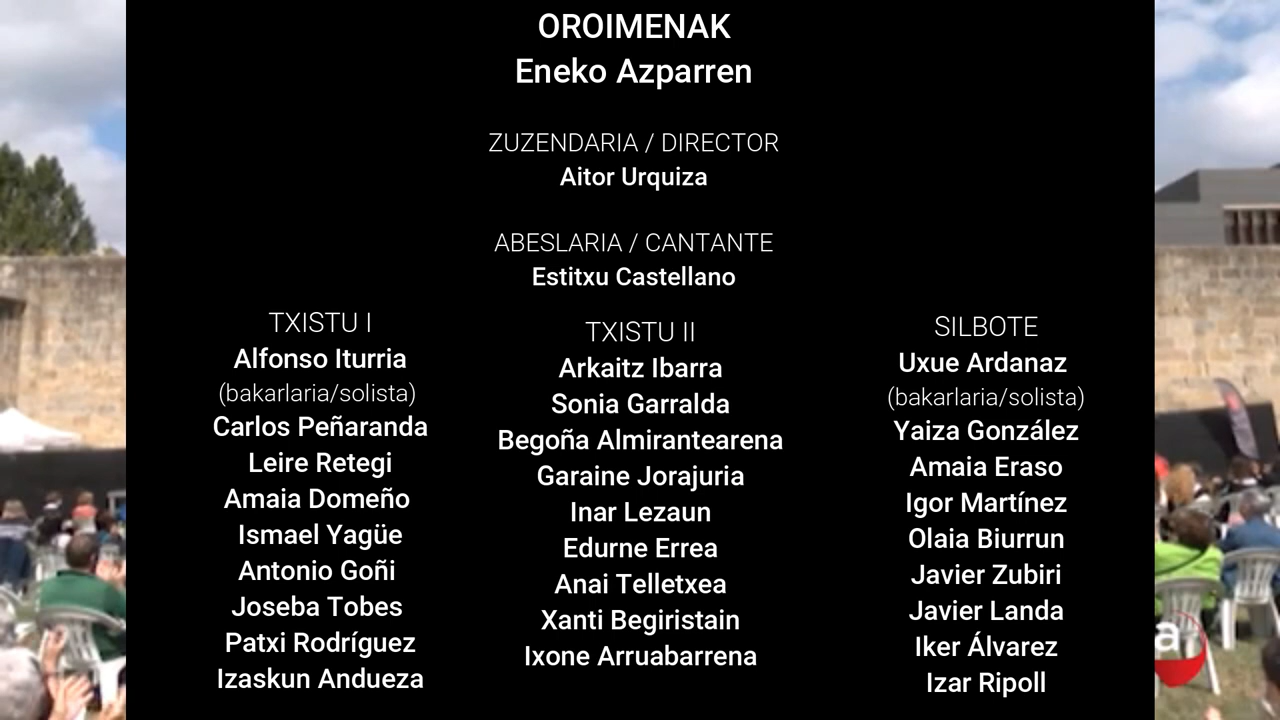 OROIMENAK
Eneko Azparren
ZUZENDARIA / DIRECTOR
Aitor Urquiza
ABESLARIA / CANTANTE
Estitxu Castellano
TXISTU I
Alfonso Iturria
(bakarlaria/solista)
Carlos Peñaranda
Leire Retegi
Amaia Domeño
Ismael Yagüe
Antonio Goñi
Joseba Tobes
Patxi Rodríguez
Izaskun Andueza
TXISTU II
Arkaitz Ibarra
Sonia Garralda
Begoña Almirantearena
Garaine Jorajuria
Inar Lezaun
Edurne Errea
Anai Telletxea
Xanti Begiristain
Ixone Arruabarrena
SILBOTE
Uxue Ardanaz
(bakarlaria/solista)
Yaiza González
Amaia Eraso
Igor Martínez
Olaia Biurrun
Javier Zubiri
Javier Landa
Iker Álvarez
Izar Ripoll